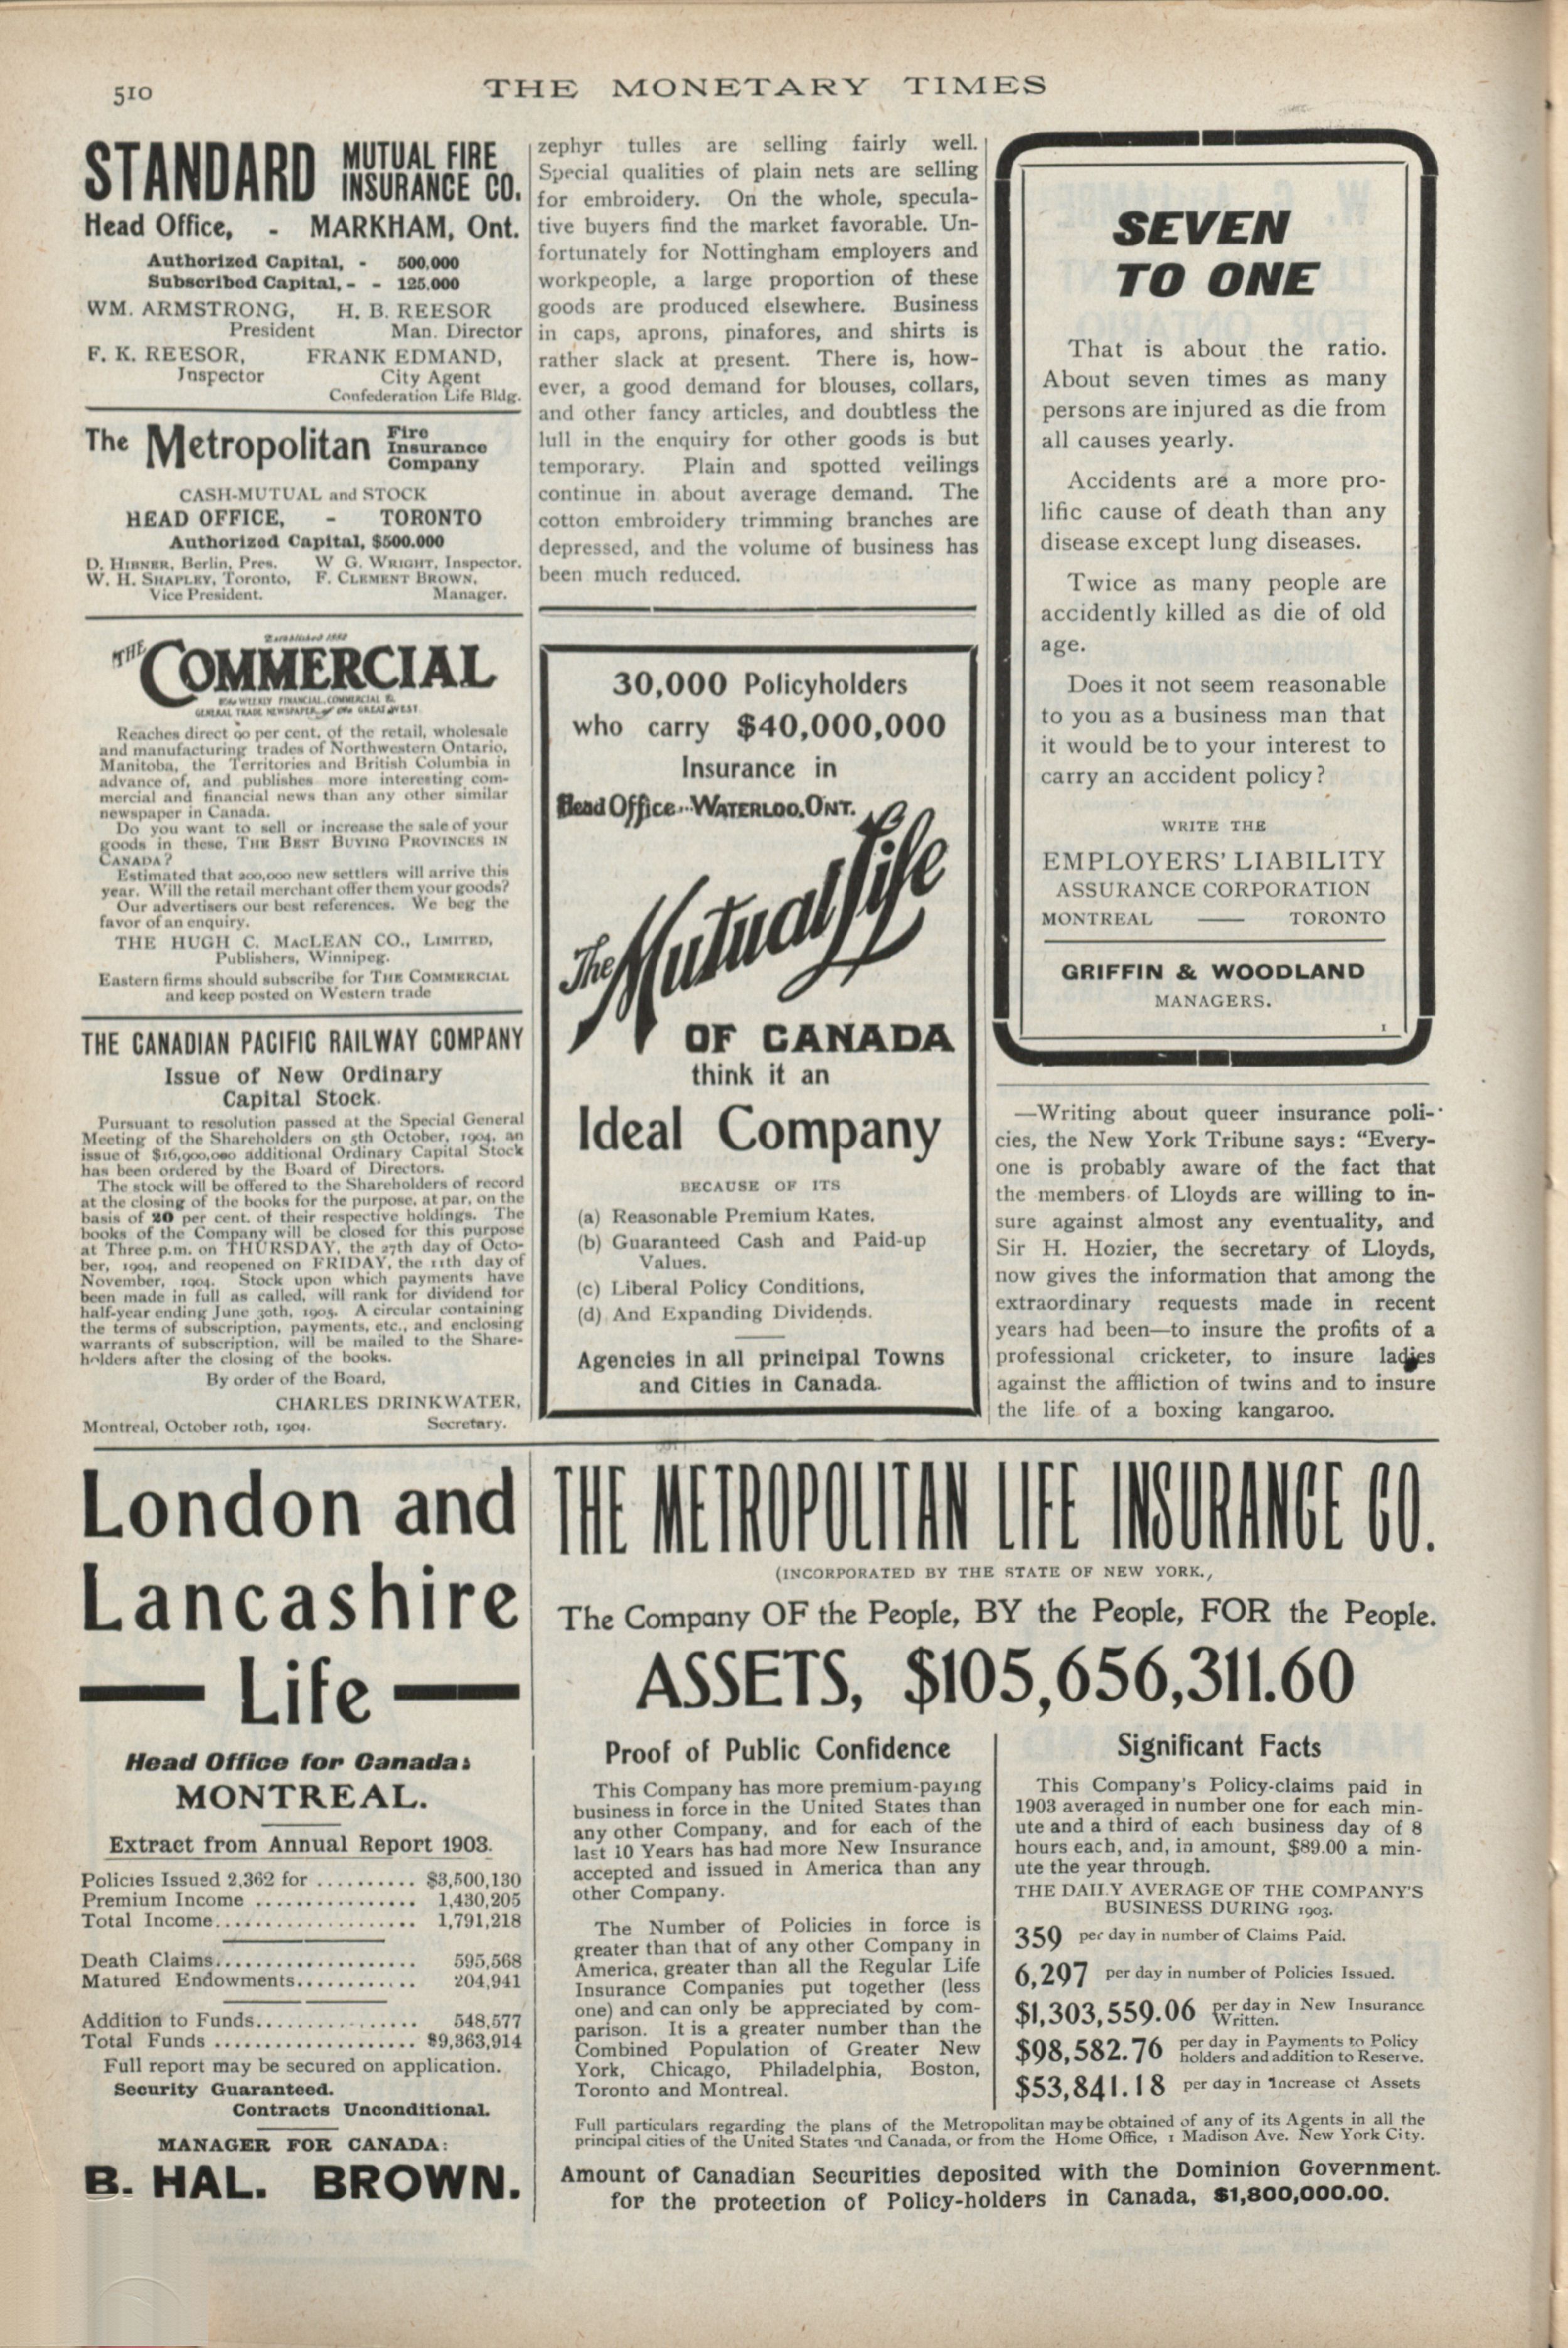 510
THE MONETARY TIMES
STANDARD MUTUAL FIRE
INSURANCE CO.
Head Office, - MARKHAM, Ont.
Authorized Capital, - 500,000
Subscribed Capital, - - 125,000
WM. ARMSTRONG, H. B. REESOR
President Man. Director
F. K. REESOR, FRANK EDMAND,
Inspector City Agent
Confederation Life Bldg.
The Metropolitan Fire
Insurance
Company
CASH-MUTUAL and STOCK
HEAD OFFICE, - TORONTO
Authorized Capital, $500,000
D. HIBNER, Berlin, Pres. W G. WRIGHT, Inspector.
W. H. SHAPLEY, Toronto, F. CLEMENT BROWN,
Vice President. Manager.
Established 1882
THE COMMERCIAL
WEEKLY FINANCIAL, COMMERCIAL &
GENERAL TRADE NEWSPAPER of the GREAT WEST
Reaches direct 90 per cent. of the retail, wholesale
and manufacturing trades of Northwestern Ontario,
Manitoba, the Territories and British Columbia in
advance of, and publishes more interesting com-
mercial and financial news than any other similar
newspaper in Canada.
Do you want to sell or increase the sale of your
goods in these, THE BEST BUYING PROVINCES IN
CANADA?
Estimated that 200,000 new settlers will arrive this
year. Will the retail merchant offer them your goods?
Our advertisers our best references. We beg the
favor of an enquiry.
THE HUGH C. MACLEAN CO., LIMITED,
Publishers, Winnipeg.
Eastern firms should subscribe for THE COMMERCIAL
and keep posted on Western trade
THE CANADIAN PACIFIC RAILWAY COMPANY
Issue of New Ordinary
Capital Stock.
Pursuant to resolution passed at the Special General
Meeting of the Shareholders on 5th October, 1904, an
issue of $16,900,000 additional Ordinary Capital Stock
has been ordered by the Board of Directors.
The stock will be offered to the Shareholders of record
at the closing of the books for the purpose, at par, on the
basis of 20 per cent. of their respective holdings. The
books of the Company will be closed for this purpose
at Three p.m. on THURSDAY, the 27th day of Octo-
ber, 1904, and reopened on FRIDAY, the 11th day of
November, 1904. Stock upon which payments have
been made in full as called, will rank for dividend for
half-year ending June 30th, 1905. A circular containing
the terms of subscription, payments, etc., and enclosing
warrants of subscription, will be mailed to the Share-
holders after the closing of the books.
By order of the Board,
CHARLES DRINKWATER,
Montreal, October 10th, 1904. Secretary.
zephyr tulles are selling fairly well.
Special qualities of plain nets are selling
for embroidery. On the whole, specula-
tive buyers find the market favorable. Un-
fortunately for Nottingham employers and
workpeople, a large proportion of these
goods are produced elsewhere. Business
in caps, aprons, pinafores, and shirts is
rather slack at present. There is, how-
ever, a good demand for blouses, collars,
and other fancy articles, and doubtless the
lull in the enquiry for other goods is but
temporary. Plain and spotted veilings
continue in about average demand. The
cotton embroidery trimming branches are
depressed, and the volume of business has
been much reduced.
30,000 Policyholders
who carry $40,000,000
Insurance in
Head Office.. WATERLOO, ONT.
The Mutual Life
OF CANADA
think it an
Ideal Company
BECAUSE OF ITS
(a) Reasonable Premium Rates,
(b) Guaranteed Cash and Paid-up
Values.
(c) Liberal Policy Conditions,
(d) And Expanding Dividends.
Agencies in all principal Towns
and Cities in Canada.
SEVEN
TO ONE
That is about the ratio.
About seven times as many
persons are injured as die from
all causes yearly.
Accidents are a more pro-
lific cause of death than any
disease except lung diseases.
Twice as many people are
accidently killed as die of old
age.
Does it not seem reasonable
to you as a business man that
it would be to your interest to
carry an accident policy?
WRITE THE
EMPLOYERS' LIABILITY
ASSURANCE CORPORATION
MONTREAL —— TORONTO
GRIFFIN & WOODLAND
MANAGERS.
1
—Writing about queer insurance poli-
cies, the New York Tribune says: "Every-
one is probably aware of the fact that
the members of Lloyds are willing to in-
sure against almost any eventuality, and
Sir H. Hozier, the secretary of Lloyds,
now gives the information that among the
extraordinary requests made in recent
years had been—to insure the profits of a
professional cricketer, to insure ladies
against the affliction of twins and to insure
the life of a boxing kangaroo.
London and
Lancashire
Life
Head Office for Canada:
MONTREAL.
Extract from Annual Report 1903.
Policies Issued 2,362 for .......... $3,500,130
Premium Income ................ 1,430,205
Total Income.................... 1,791,218
Death Claims.................... 595,568
Matured Endowments............ 204,941
Addition to Funds................ 548,577
Total Funds .................... $9,363,914
Full report may be secured on application.
Security Guaranteed.
Contracts Unconditional.
MANAGER FOR CANADA:
B. HAL. BROWN.
THE METROPOLITAN LIFE INSURANCE CO.
(INCORPORATED BY THE STATE OF NEW YORK.,
The Company OF the People, BY the People, FOR the People.
ASSETS, $105,656,311.60
Proof of Public Confidence
This Company has more premium-paying
business in force in the United States than
any other Company, and for each of the
last 10 Years has had more New Insurance
accepted and issued in America than any
other Company.
The Number of Policies in force is
greater than that of any other Company in
America, greater than all the Regular Life
Insurance Companies put together (less
one) and can only be appreciated by com-
parison. It is a greater number than the
Combined Population of Greater New
York, Chicago, Philadelphia, Boston,
Toronto and Montreal.
Significant Facts
This Company's Policy-claims paid in
1903 averaged in number one for each min-
ute and a third of each business day of 8
hours each, and, in amount, $89.00 a min-
ute the year through.
THE DAILY AVERAGE OF THE COMPANY'S
BUSINESS DURING 1903.
359 per day in number of Claims Paid.
6,297 per day in number of Policies Issued.
$1,303,559.06 per day in New Insurance
Written.
$98,582.76 per day in Payments to Policy
holders and addition to Reserve.
$53,841.18 per day in Increase of Assets
Full particulars regarding the plans of the Metropolitan may be obtained of any of its Agents in all the
principal cities of the United States and Canada, or from the Home Office, 1 Madison Ave. New York City.
Amount of Canadian Securities deposited with the Dominion Government.
for the protection of Policy-holders in Canada, $1,800,000.00.